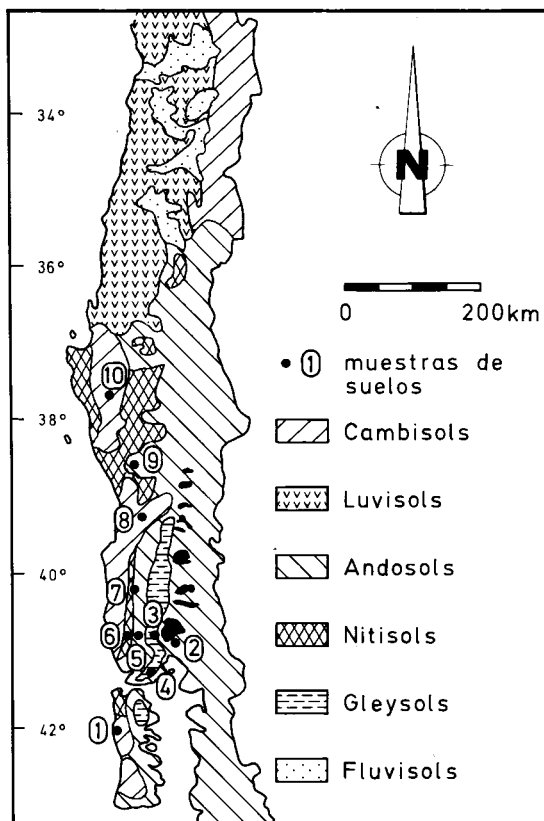 34°
36°
38°
40°
42°
N
0 200km
① muestras de
suelos
Cambisols
Luvisols
Andosols
Nitisols
Gleysols
Fluvisols
10
9
8
7
3
6
2
5
4
1